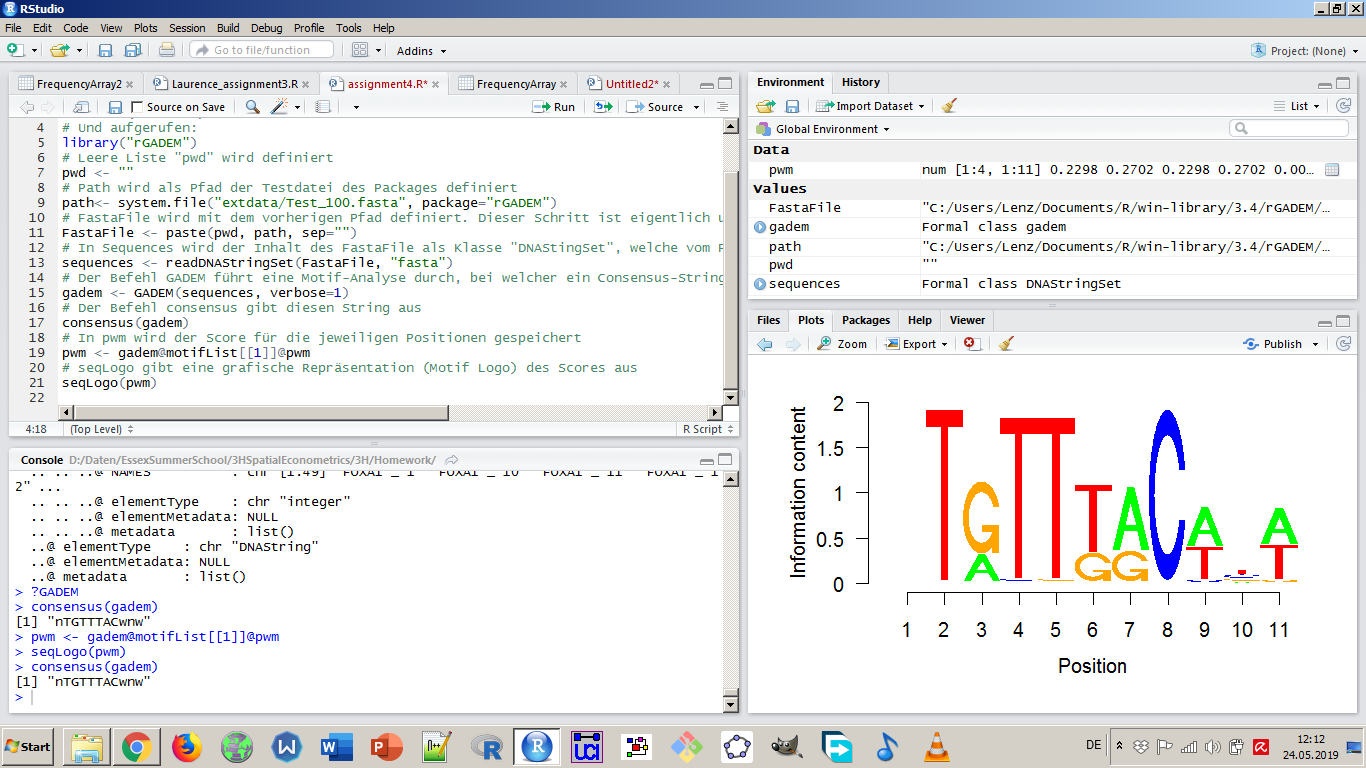 RStudio
File Edit Code View Plots Session Build Debug Profile Tools Help
Go to file/function Addins Project: (None)
FrequencyArray2 Laurence_assignment3.R assignment4.R* FrequencyArray Untitled2*
Source on Save Run Source
4 # Und aufgerufen:
5 library("rGADEM")
6 # Leere Liste "pwd" wird definiert
7 pwd <- ""
8 # Path wird als Pfad der Testdatei des Packages definiert
9 path<- system.file("extdata/Test_100.fasta", package="rGADEM")
10 # FastaFile wird mit dem vorherigen Pfad definiert. Dieser Schritt ist eigentlich u
11 FastaFile <- paste(pwd, path, sep="")
12 # In Sequences wird der Inhalt des FastaFile als Klasse "DNAStingSet", welche vom P
13 sequences <- readDNAStringSet(FastaFile, "fasta")
14 # Der Befehl GADEM führt eine Motif-Analyse durch, bei welcher ein Consensus-String
15 gadem <- GADEM(sequences, verbose=1)
16 # Der Befehl consensus gibt diesen String aus
17 consensus(gadem)
18 # In pwm wird der Score für die jeweiligen Positionen gespeichert
19 pwm <- gadem@motifList[[1]]@pwm
20 # seqLogo gibt eine grafische Repräsentation (Motif Logo) des Scores aus
21 seqLogo(pwm)
22
4:18 (Top Level) R Script
Console D:/Daten/EssexSummerSchool/3HSpatialEconometrics/3H/Homework/
.. .. ..@ NAMES : chr [1:49] "FOXA1 _ 1" "FOXA1 _ 10" "FOXA1 _ 11" "FOXA1 _ 1
2" ...
.. .. ..@ elementType : chr "integer"
.. .. ..@ elementMetadata: NULL
.. .. ..@ metadata : list()
..@ elementType : chr "DNAString"
..@ elementMetadata: NULL
..@ metadata : list()
> ?GADEM
> consensus(gadem)
[1] "nTGTTTACwnw"
> pwm <- gadem@motifList[[1]]@pwm
> seqLogo(pwm)
> consensus(gadem)
[1] "nTGTTTACwnw"
>
Environment History
Import Dataset List
Global Environment
Data
pwm num [1:4, 1:11] 0.2298 0.2702 0.2298 0.2702 0.00...
Values
FastaFile "C:/Users/Lenz/Documents/R/win-library/3.4/rGADEM/...
gadem Formal class gadem
path "C:/Users/Lenz/Documents/R/win-library/3.4/rGADEM/...
pwd ""
sequences Formal class DNAStringSet
Files Plots Packages Help Viewer
Zoom Export Publish
Information content
2
1.5
1
0.5
0
T G A T T T G A G C A T A T
1 2 3 4 5 6 7 8 9 10 11
Position
Start DE 12:12
24.05.2019